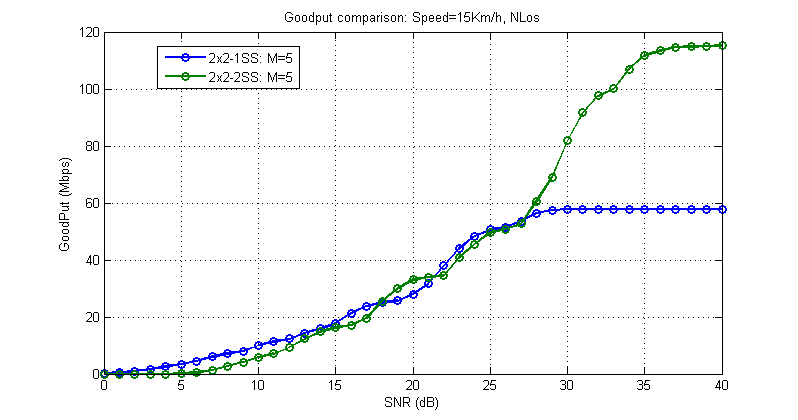 Goodput comparison: Speed=15Km/h, NLos
2x2-1SS: M=5
2x2-2SS: M=5
GoodPut (Mbps)
120
100
80
60
40
20
0
0 5 10 15 20 25 30 35 40
SNR (dB)